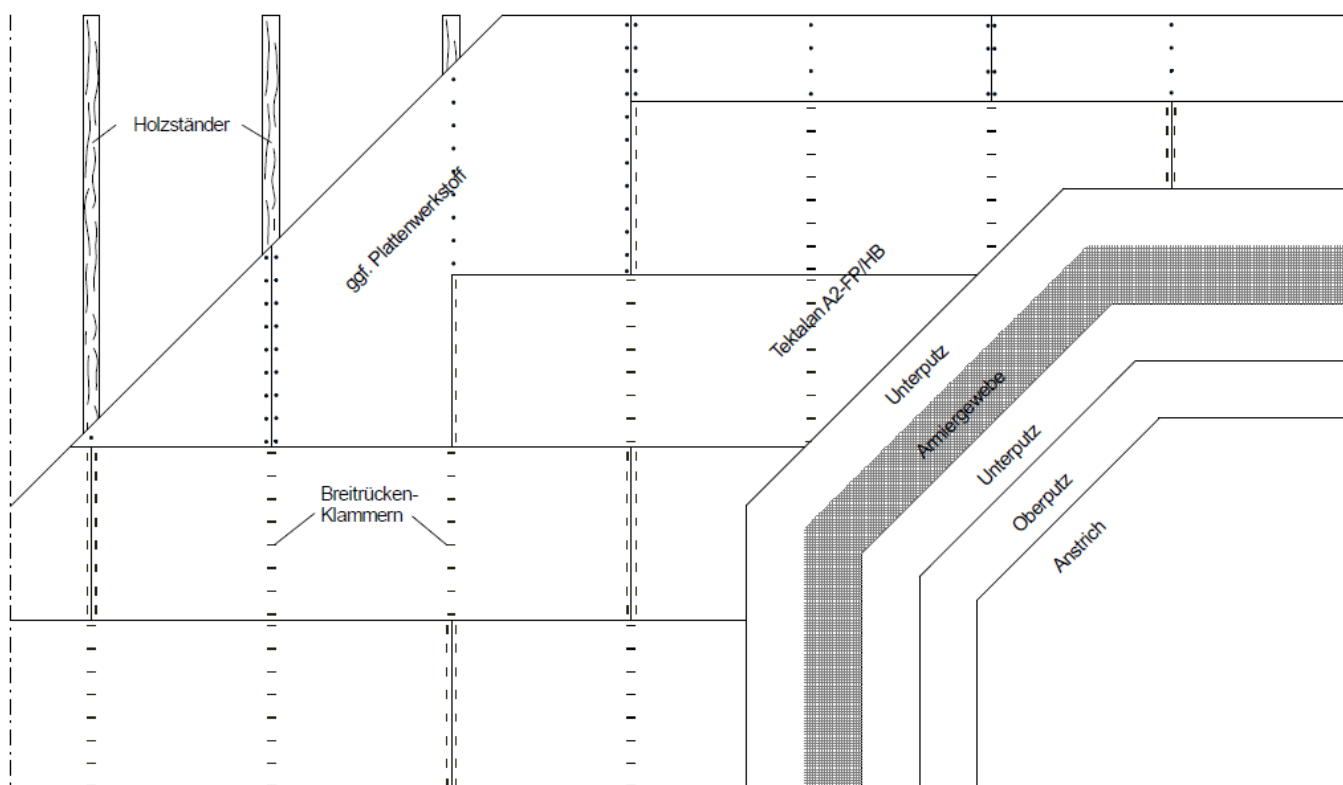 Holzständer
ggf. Plattenwerkstoff
Tektalan A2-FP/HB
Unterputz
Armiergewebe
Unterputz
Oberputz
Anstrich
Breitrücken-
Klammern